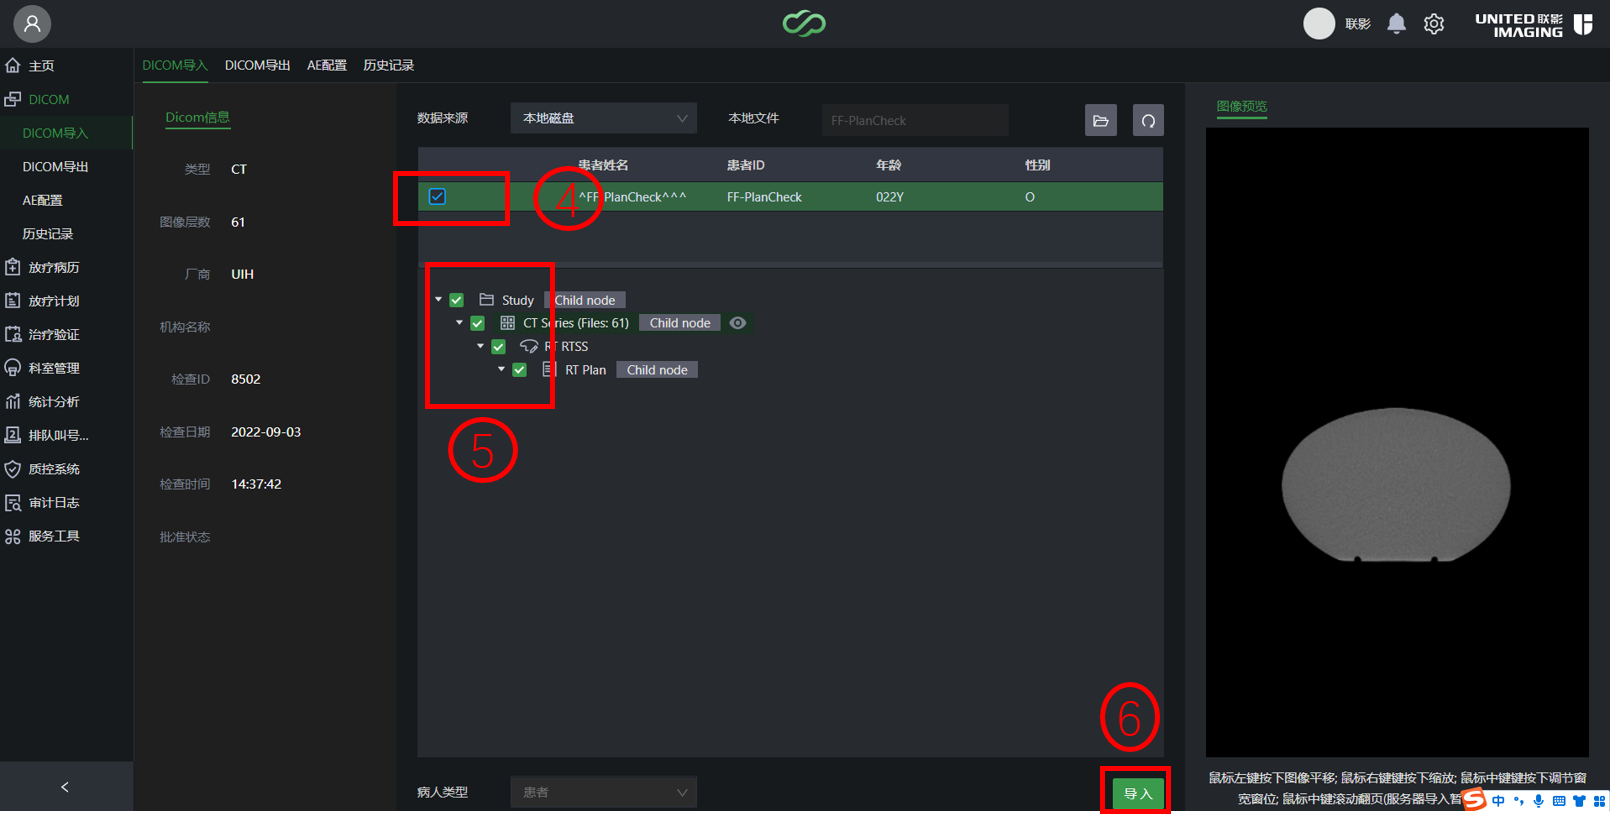 联影
UNITED 联影
IMAGING
主页
DICOM
DICOM导入
DICOM导出
AE配置
历史记录
放疗病历
放疗计划
治疗验证
科室管理
统计分析
排队叫号...
质控系统
审计日志
服务工具
DICOM导入 DICOM导出 AE配置 历史记录
Dicom信息
类型 CT
图像层数 61
厂商 UIH
机构名称
检查ID 8502
检查日期 2022-09-03
检查时间 14:37:42
批准状态
数据来源 本地磁盘 本地文件 FF-PlanCheck
患者姓名 患者ID 年龄 性别
^FF-PlanCheck^^^ FF-PlanCheck 022Y O
④
Study Child node
CT Series (Files: 61) Child node
RT RTSS
RT Plan Child node
⑤
⑥
病人类型 患者 导入
图像预览
鼠标左键按下图像平移; 鼠标右键键按下缩放; 鼠标中键键按下调节窗
宽窗位; 鼠标中键滚动翻页(服务器导入暂
中